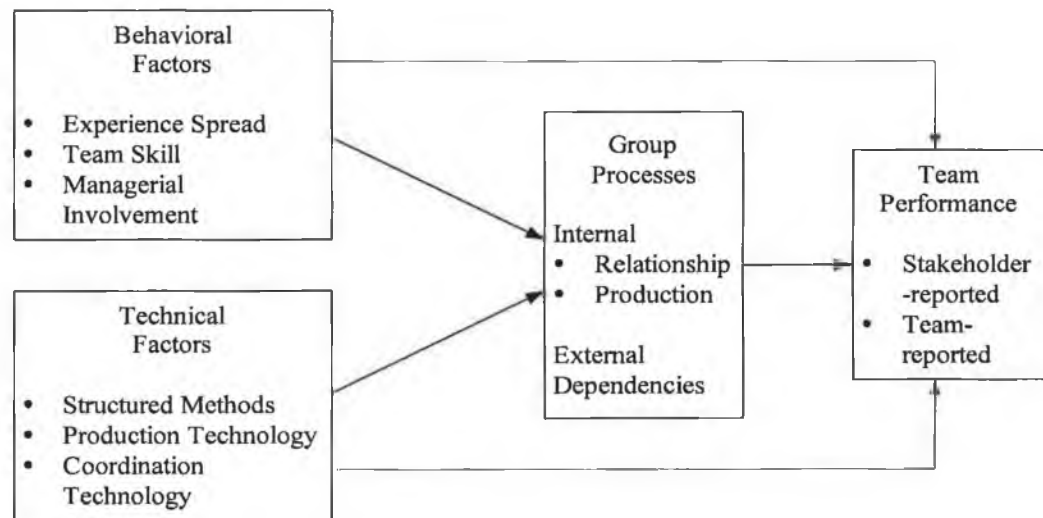 Behavioral
Factors
• Experience Spread
• Team Skill
• Managerial
Involvement
Technical
Factors
• Structured Methods
• Production Technology
• Coordination
Technology
Group
Processes
Internal
• Relationship
• Production
External
Dependencies
Team
Performance
• Stakeholder
-reported
• Team-
reported